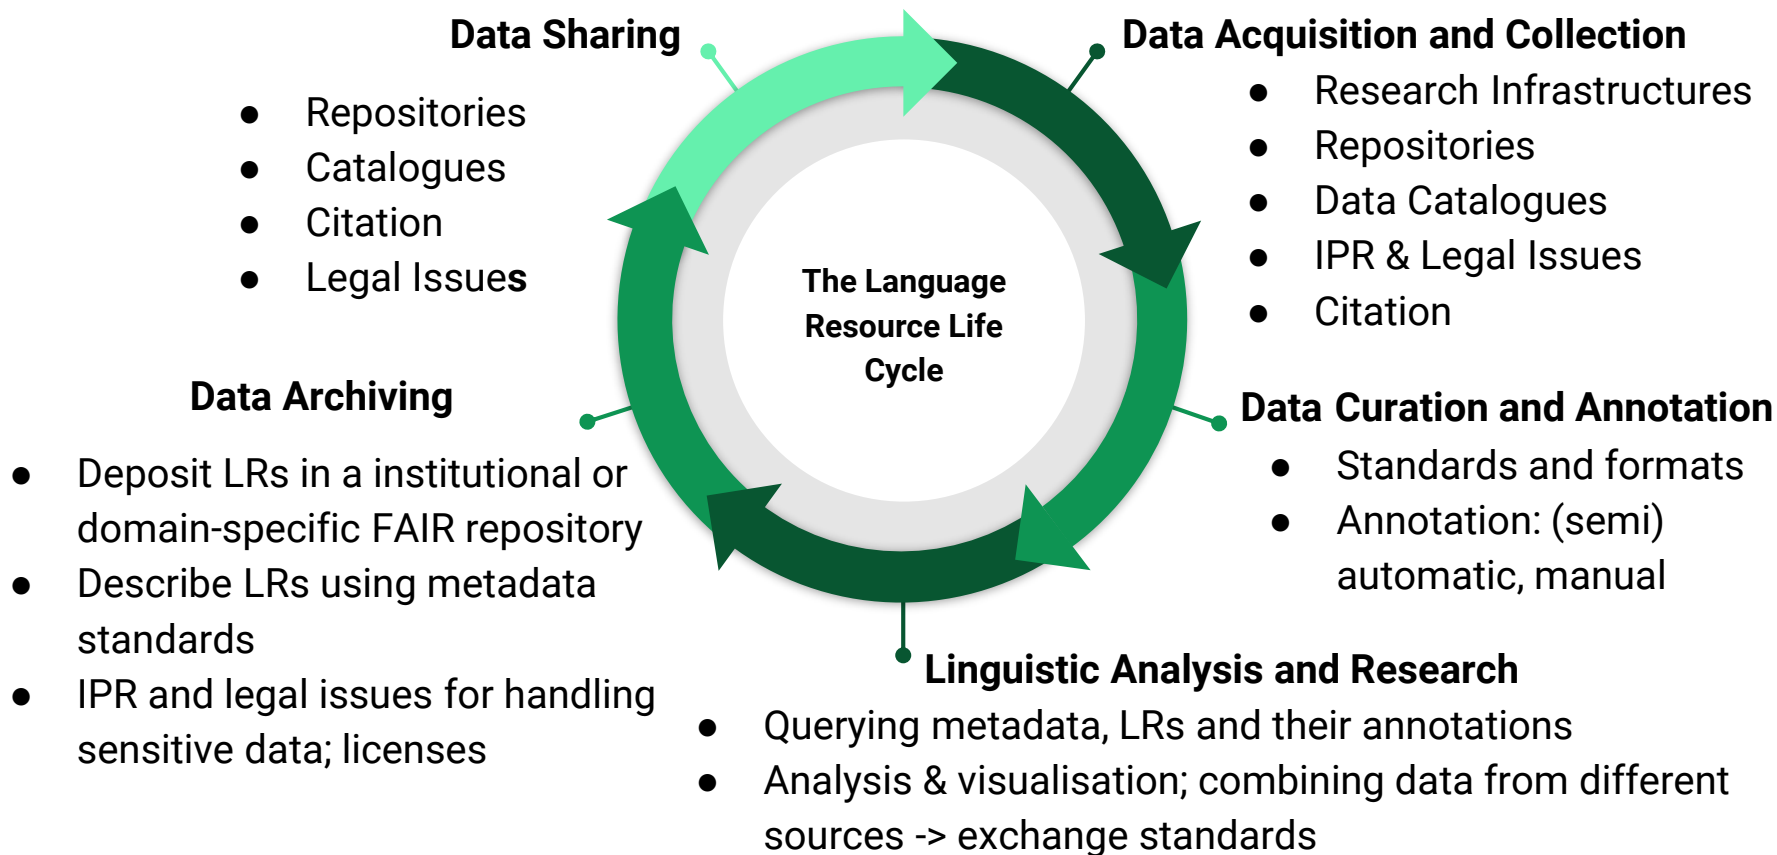 The Language
Resource Life
Cycle
Data Acquisition and Collection
● Research Infrastructures
● Repositories
● Data Catalogues
● IPR & Legal Issues
● Citation
Data Curation and Annotation
● Standards and formats
● Annotation: (semi)
automatic, manual
Linguistic Analysis and Research
● Querying metadata, LRs and their annotations
● Analysis & visualisation; combining data from different
sources -> exchange standards
Data Archiving
● Deposit LRs in a institutional or
domain-specific FAIR repository
● Describe LRs using metadata
standards
● IPR and legal issues for handling
sensitive data; licenses
Data Sharing
● Repositories
● Catalogues
● Citation
● Legal Issues